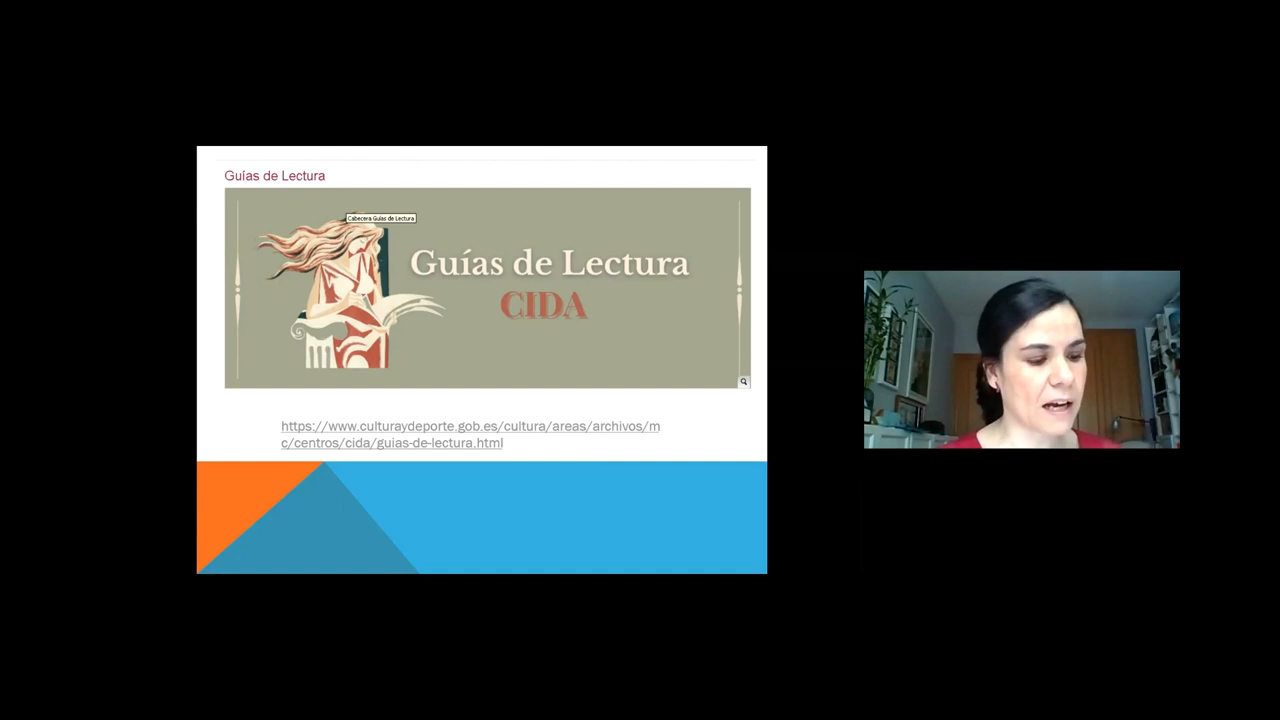 Guías de Lectura
Cabecera Guías de Lectura
Guías de Lectura
CIDA
https://www.culturaydeporte.gob.es/cultura/areas/archivos/m
c/centros/cida/guias-de-lectura.html